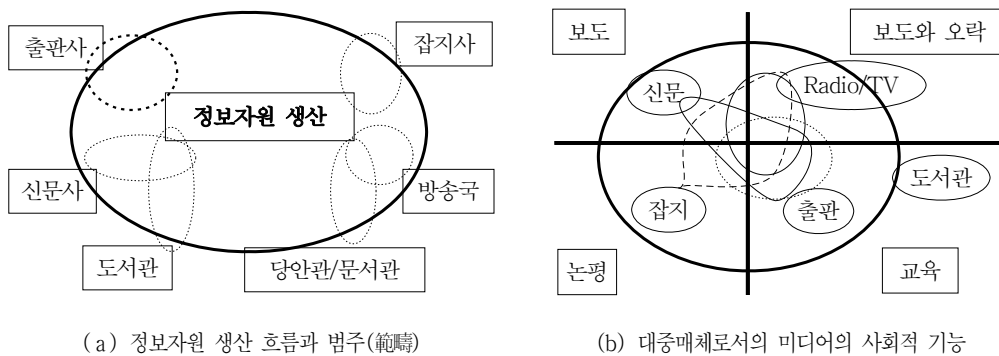 출판사
잡지사
정보자원 생산
신문사
방송국
도서관
당안관/문서관
(a) 정보자원 생산 흐름과 범주(範疇)
보도
보도와 오락
신문
Radio/TV
도서관
잡지
출판
논평
교육
(b) 대중매체로서의 미디어의 사회적 기능